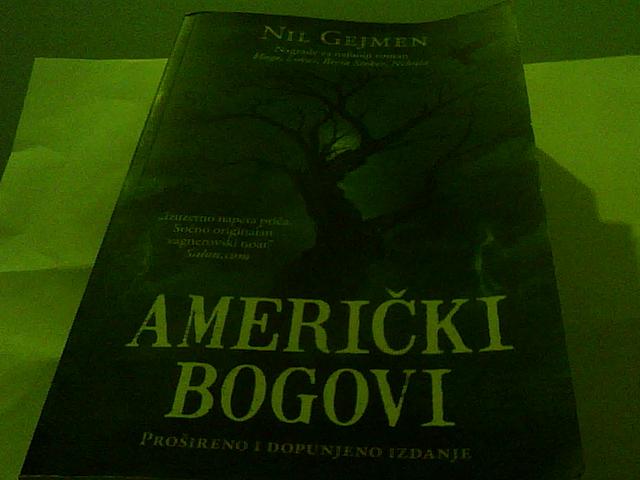 NIL GEJMEN
Nagrade za najbolji roman
Hugo, Locus, Bram Stoker, Nebula
„Izuzetno napeta priča.
Sočno originalan
vagnerovski noar”
Salon.com
AMERIČKI
BOGOVI
PROŠIRENO I DOPUNJENO IZDANJE